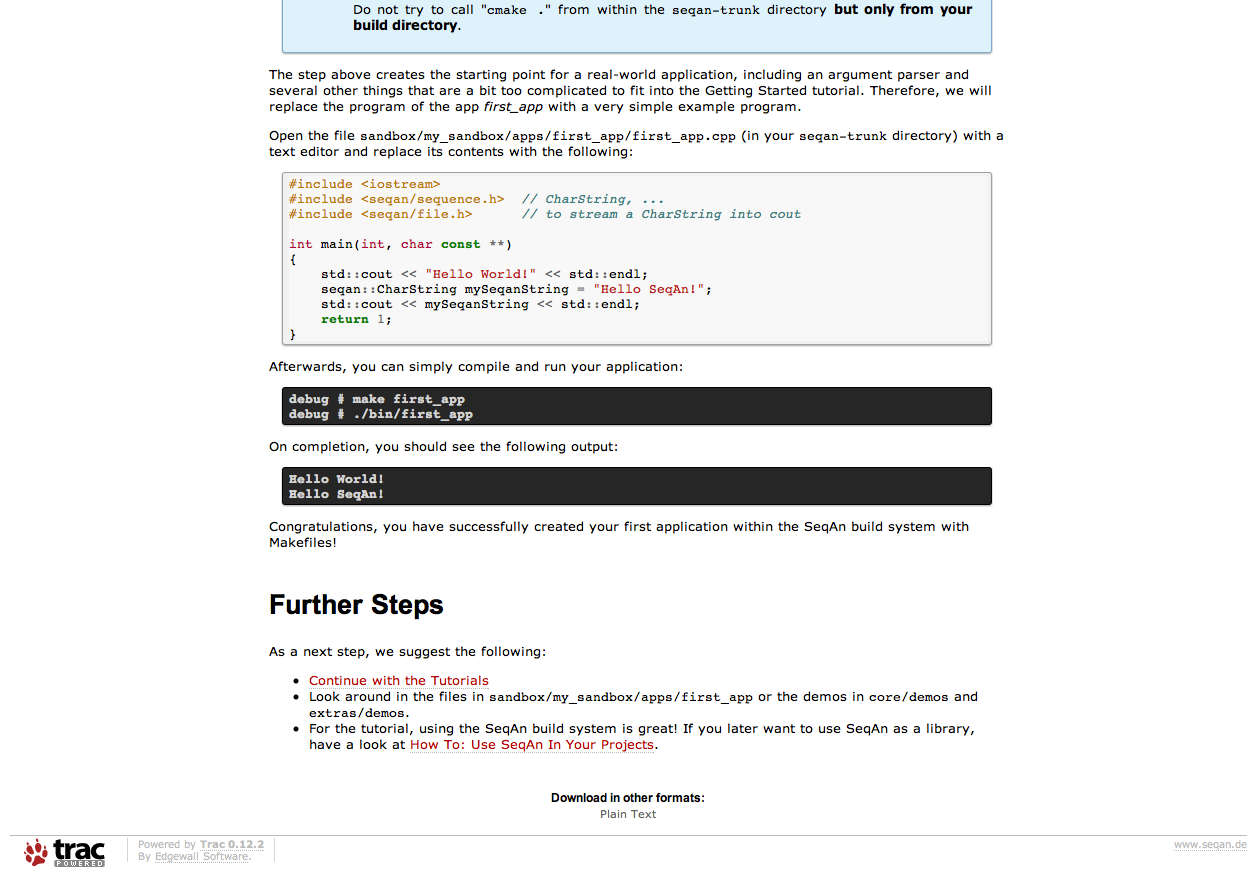 Do not try to call "cmake ." from within the seqan-trunk directory but only from your
build directory.
The step above creates the starting point for a real-world application, including an argument parser and
several other things that are a bit too complicated to fit into the Getting Started tutorial. Therefore, we will
replace the program of the app first_app with a very simple example program.
Open the file sandbox/my_sandbox/apps/first_app/first_app.cpp (in your seqan-trunk directory) with a
text editor and replace its contents with the following:
#include <iostream>
#include <seqan/sequence.h>  // CharString, ...
#include <seqan/file.h>      // to stream a CharString into cout
int main(int, char const **)
{
    std::cout << "Hello World!" << std::endl;
    seqan::CharString mySeqanString = "Hello SeqAn!";
    std::cout << mySeqanString << std::endl;
    return 1;
}
Afterwards, you can simply compile and run your application:
debug # make first_app
debug # ./bin/first_app
On completion, you should see the following output:
Hello World!
Hello SeqAn!
Congratulations, you have successfully created your first application within the SeqAn build system with
Makefiles!
Further Steps
As a next step, we suggest the following:
• Continue with the Tutorials
• Look around in the files in sandbox/my_sandbox/apps/first_app or the demos in core/demos and
extras/demos.
• For the tutorial, using the SeqAn build system is great! If you later want to use SeqAn as a library,
have a look at How To: Use SeqAn In Your Projects.
Download in other formats:
Plain Text
trac
POWERED
Powered by Trac 0.12.2
By Edgewall Software.
www.seqan.de